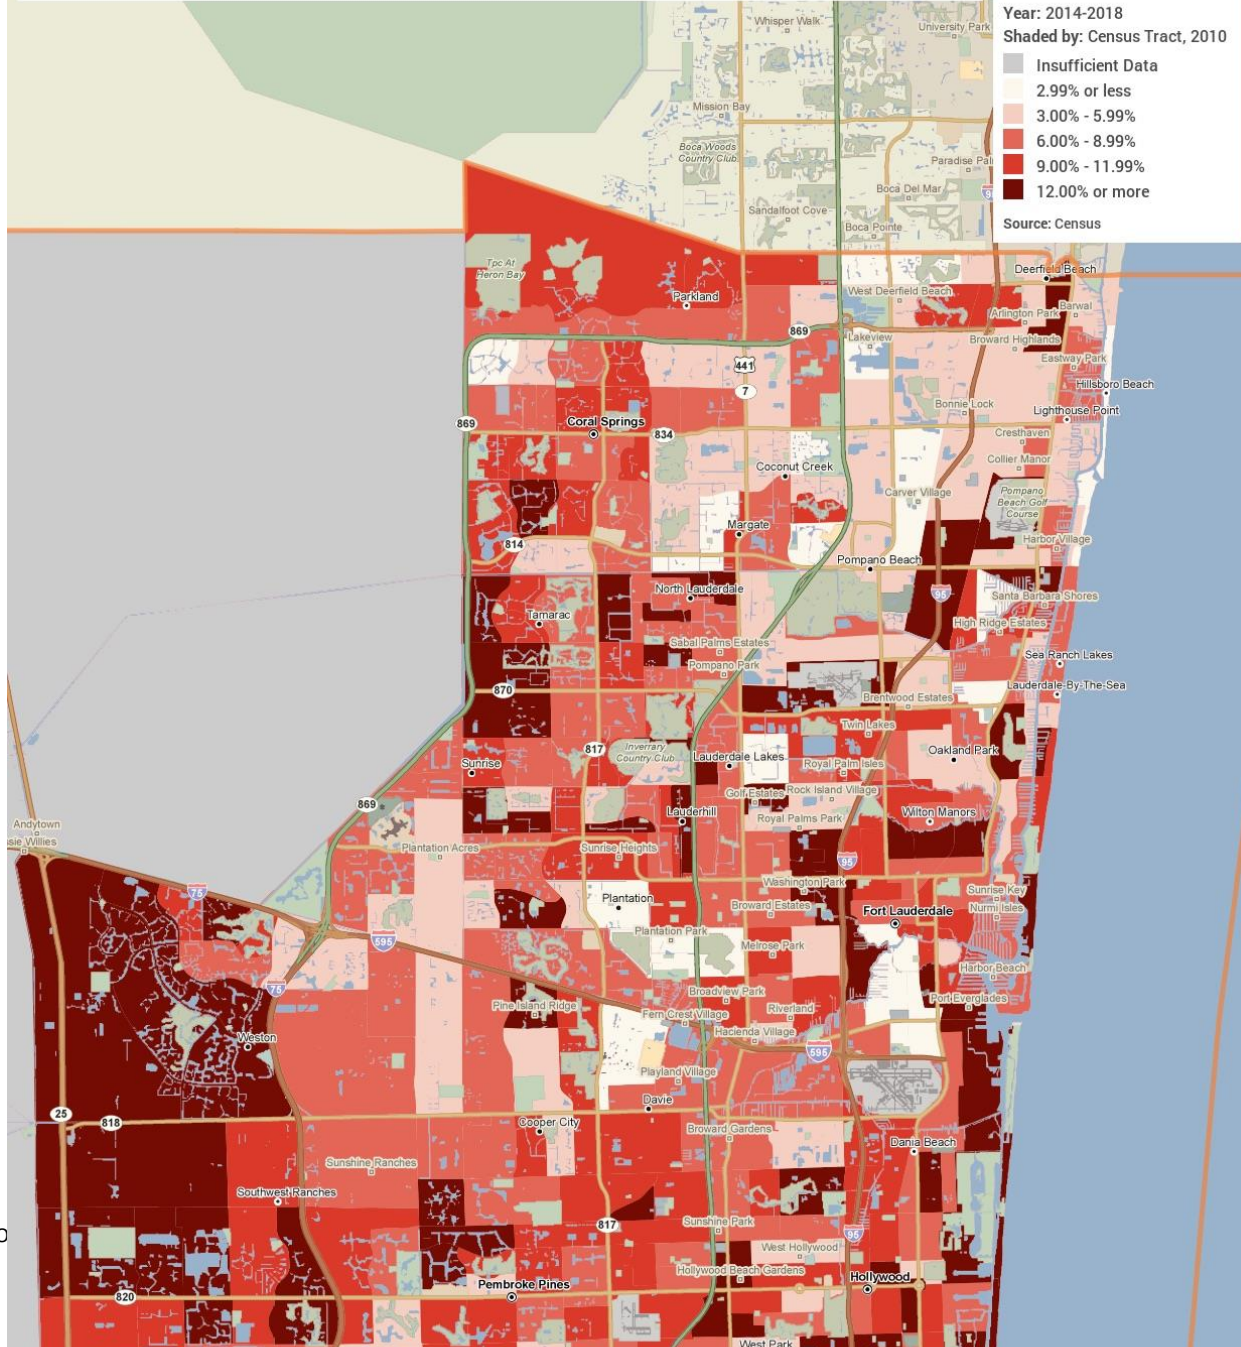 Year: 2014-2018
Shaded by: Census Tract, 2010
Insufficient Data
2.99% or less
3.00% - 5.99%
6.00% - 8.99%
9.00% - 11.99%
12.00% or more
Source: Census
Whisper Walk
University Park
Mission Bay
Boca Woods
Country Club
Boca Del Mar
Sandalfoot Cove
Boca Pointe
Tpc At
Heron Bay
Deerfield Beach
West Deerfield Beach
Parkland
Arlington Park
Barwal
869
Lakeview
Broward Highlands
Eastway Park
441
7
Hillsboro Beach
Bonnie Lock
Lighthouse Point
869
Coral Springs
834
Cresthaven
Collier Manor
Coconut Creek
Carver Village
Pompano
Beach Golf
Course
Margate
Harbor Village
814
Pompano Beach
North Lauderdale
95
Santa Barbara Shores
Tamarac
High Ridge Estates
Sabal Palms Estates
Sea Ranch Lakes
Pompano Park
870
Lauderdale-By-The-Sea
Brentwood Estates
Twin Lakes
817
Inverrary
Country Club
Lauderdale Lakes
Oakland Park
Sunrise
Royal Palm Isles
Golf Estates
Rock Island Village
869
Lauderhill
Wilton Manors
Andytown
Royal Palms Park
Plantation Acres
Sunrise Heights
95
Washington Park
75
Sunrise Key
Plantation
Broward Estates
Fort Lauderdale
Nurmi Isles
595
Plantation Park
Melrose Park
Harbor Beach
75
Broadview Park
Port Everglades
Pine Island Ridge
Fern Crest Village
Riverland
Weston
Hacienda Village
595
Playland Village
Davie
25
818
Cooper City
Broward Gardens
Dania Beach
Sunshine Ranches
Southwest Ranches
817
Sunshine Park
95
West Hollywood
Hollywood Beach Gardens
Hollywood
Pembroke Pines
820
West Park